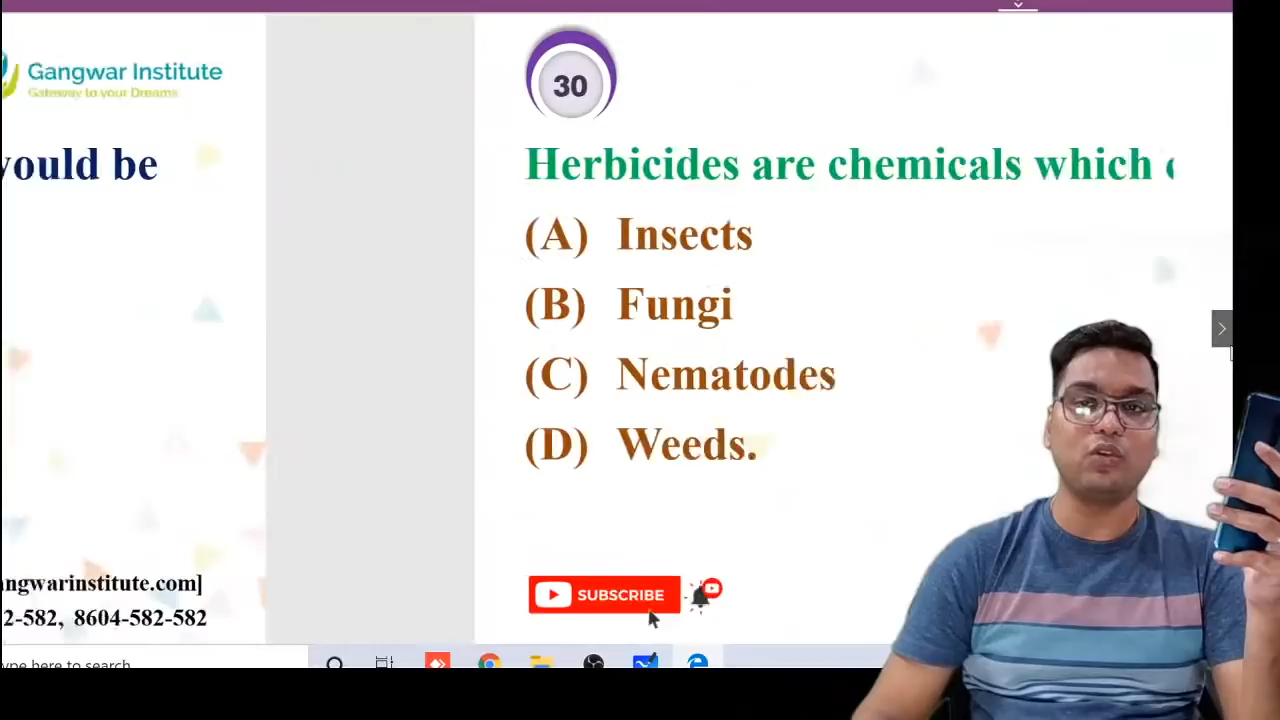 Gangwar Institute
Gateway to your Dreams
would be
30
Herbicides are chemicals which
(A) Insects
(B) Fungi
(C) Nematodes
(D) Weeds.
SUBSCRIBE
ngwarinstitute.com]
2-582, 8604-582-582
ype here to search